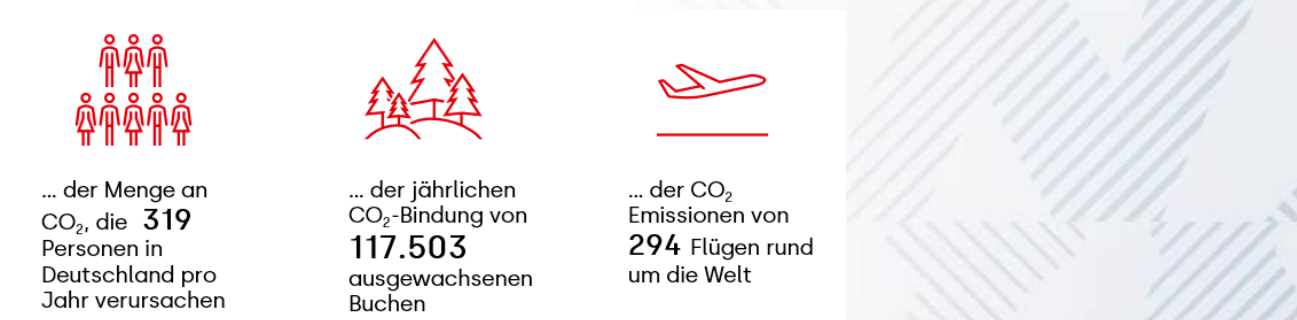 ... der Menge an
CO₂, die 319
Personen in
Deutschland pro
Jahr verursachen
... der jährlichen
CO₂-Bindung von
117.503
ausgewachsenen
Buchen
... der CO₂
Emissionen von
294 Flügen rund
um die Welt